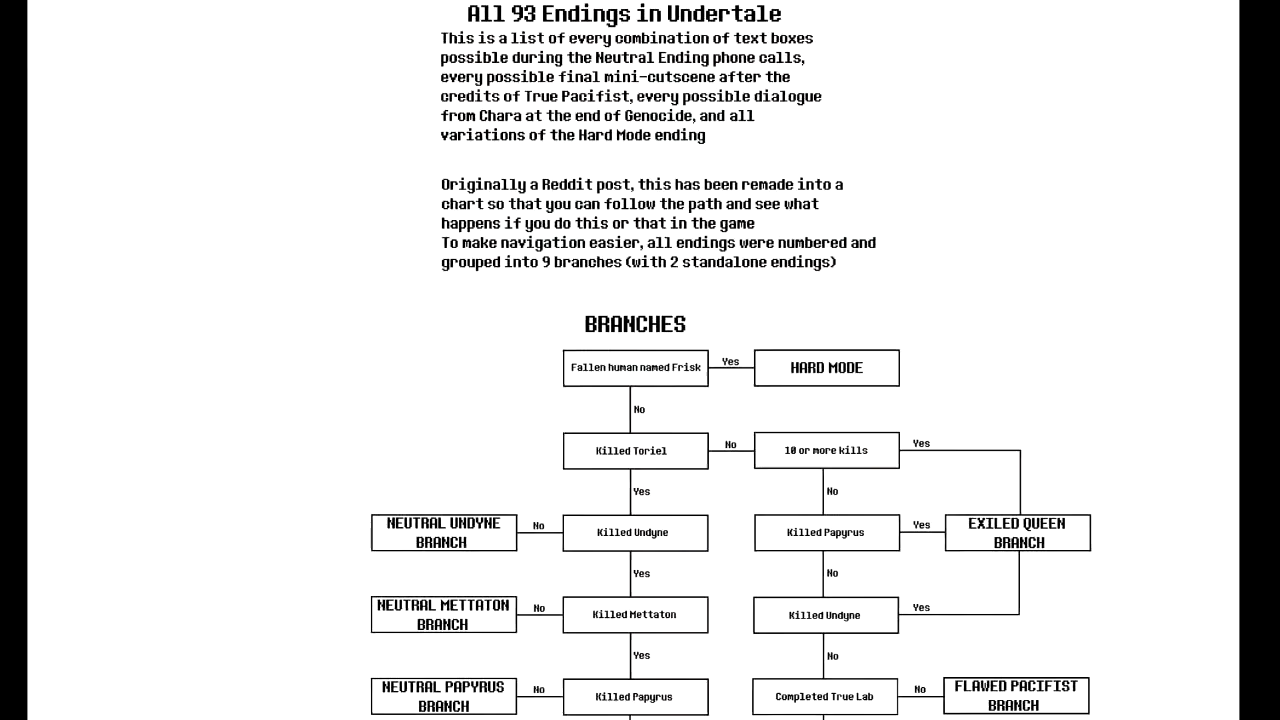 All 93 Endings in Undertale
This is a list of every combination of text boxes
possible during the Neutral Ending phone calls,
every possible final mini-cutscene after the
credits of True Pacifist, every possible dialogue
from Chara at the end of Genocide, and all
variations of the Hard Mode ending
Originally a Reddit post, this has been remade into a
chart so that you can follow the path and see what
happens if you do this or that in the game
To make navigation easier, all endings were numbered and
grouped into 9 branches (with 2 standalone endings)
BRANCHES
Fallen human named Frisk
Yes
HARD MODE
No
Killed Toriel
No
10 or more kills
Yes
Yes
No
NEUTRAL UNDYNE
BRANCH
No
Killed Undyne
Killed Papyrus
Yes
EXILED QUEEN
BRANCH
Yes
No
NEUTRAL METTATON
BRANCH
No
Killed Mettaton
Killed Undyne
Yes
Yes
No
NEUTRAL PAPYRUS
BRANCH
No
Killed Papyrus
Completed True Lab
No
FLAWED PACIFIST
BRANCH